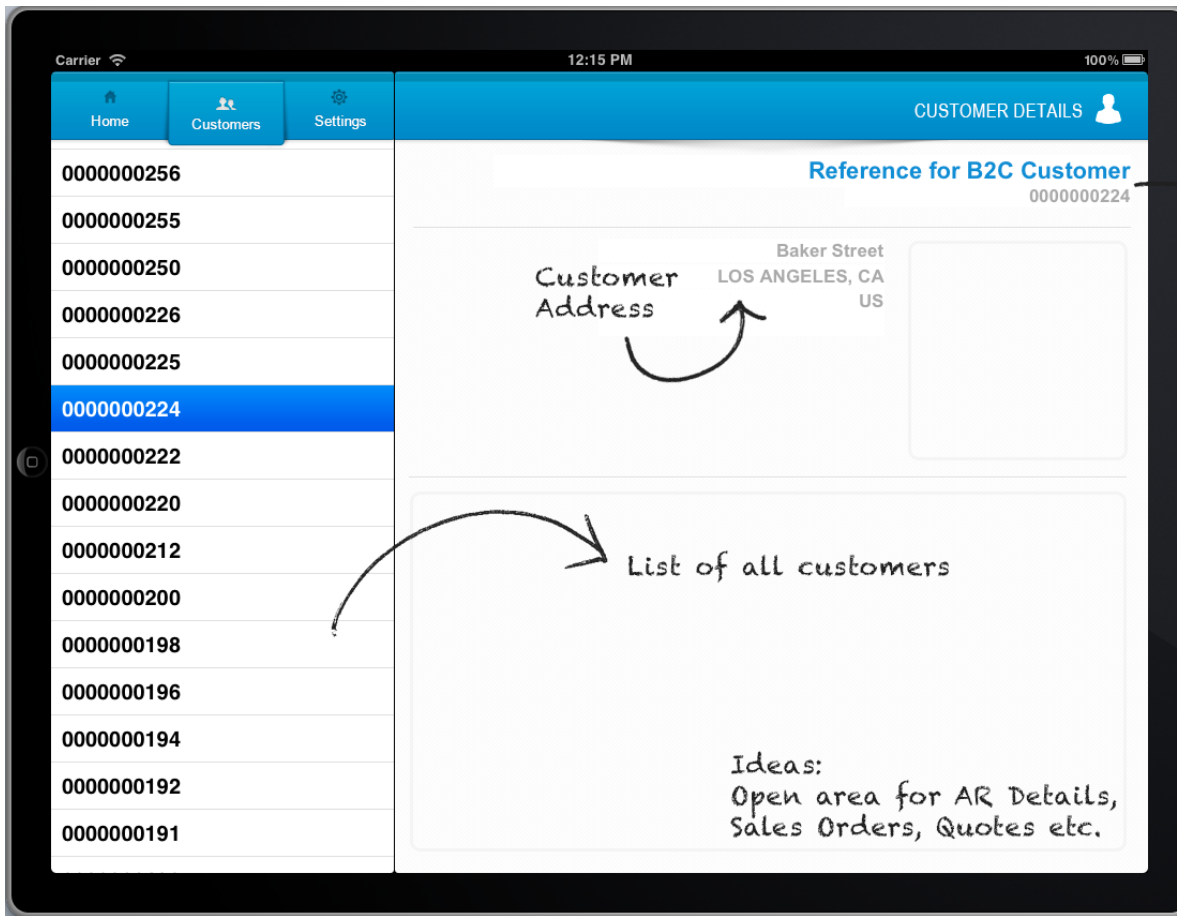 Carrier 12:15 PM 100%
Home Customers Settings
CUSTOMER DETAILS
0000000256
0000000255
0000000250
0000000226
0000000225
0000000224
0000000222
0000000220
0000000212
0000000200
0000000198
0000000196
0000000194
0000000192
0000000191
Reference for B2C Customer
0000000224
Baker Street
LOS ANGELES, CA
US
Customer
Address
List of all customers
Ideas:
Open area for AR Details,
Sales Orders, Quotes etc.